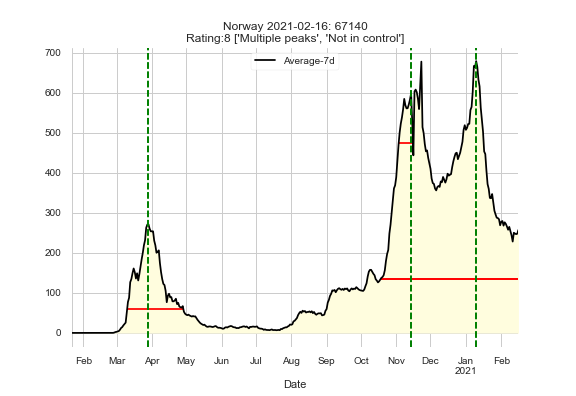 Norway 2021-02-16: 67140
Rating:8 ['Multiple peaks', 'Not in control']
Average-7d
700
600
500
400
300
200
100
0
Feb Mar Apr May Jun Jul Aug Sep Oct Nov Dec Jan Feb
2021
Date